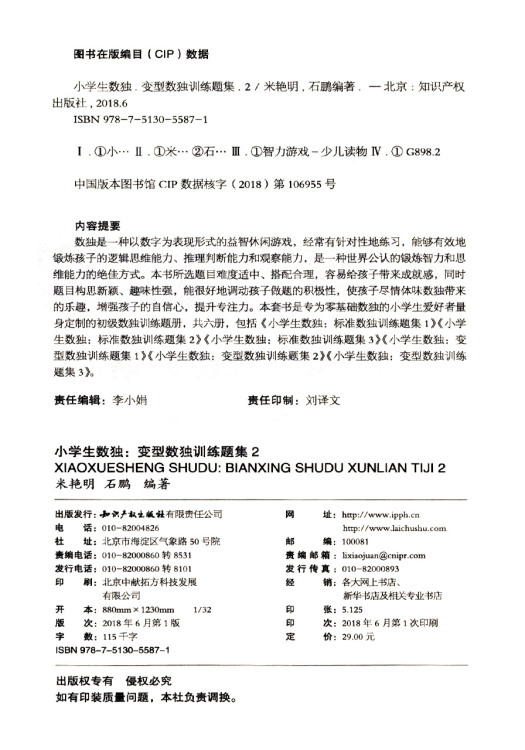 图书在版编目（CIP）数据
小学生数独．变型数独训练题集．2 / 米艳明，石鹏编著．— 北京：知识产权
出版社，2018.6
ISBN 978-7-5130-5587-1
Ⅰ．①小… Ⅱ．①米… ②石… Ⅲ．①智力游戏－少儿读物 Ⅳ．① G898.2
中国版本图书馆 CIP 数据核字（2018）第 106955 号
内容提要
数独是一种以数字为表现形式的益智休闲游戏，经常有针对性地练习，能够有效地
锻炼孩子的逻辑思维能力、推理判断能力和观察能力，是一种世界公认的锻炼智力和思
维能力的绝佳方式。本书所选题目难度适中、搭配合理，容易给孩子带来成就感，同时
题目构思新颖、趣味性强，能很好地调动孩子做题的积极性，使孩子尽情体味数独带来
的乐趣，增强孩子的自信心，提升专注力。本套书是专为零基础数独的小学生爱好者量
身定制的初级数独训练题册，共六册，包括《小学生数独：标准数独训练题集 1》《小学
生数独：标准数独训练题集 2》《小学生数独：标准数独训练题集 3》《小学生数独：变
型数独训练题集 1》《小学生数独：变型数独训练题集 2》《小学生数独：变型数独训练
题集 3》。
责任编辑：李小娟 责任印制：刘译文
小学生数独：变型数独训练题集 2
XIAOXUESHENG SHUDU: BIANXING SHUDU XUNLIAN TIJI 2
米艳明 石鹏 编著
出版发行：知识产权出版社有限责任公司 网 址：http://www.ipph.cn
电 话：010-82004826 http://www.laichushu.com
社 址：北京市海淀区气象路 50 号院 邮 编：100081
责编电话：010-82000860 转 8531 责编邮箱：lixiaojuan@cnipr.com
发行电话：010-82000860 转 8101 发行传真：010-82000893
印 刷：北京中献拓方科技发展 经 销：各大网上书店、
有限公司 新华书店及相关专业书店
开 本：880mm×1230mm 1/32 印 张：5.125
版 次：2018 年 6 月第 1 版 印 次：2018 年 6 月第 1 次印刷
字 数：115 千字 定 价：29.00 元
ISBN 978-7-5130-5587-1
出版权专有 侵权必究
如有印装质量问题，本社负责调换。